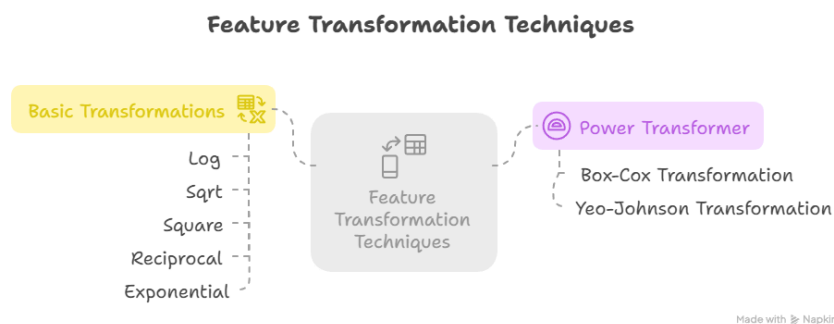 Feature Transformation Techniques
Basic Transformations
Log
Sqrt
Square
Reciprocal
Exponential
Feature
Transformation
Techniques
Power Transformer
Box-Cox Transformation
Yeo-Johnson Transformation
Made with Napkin